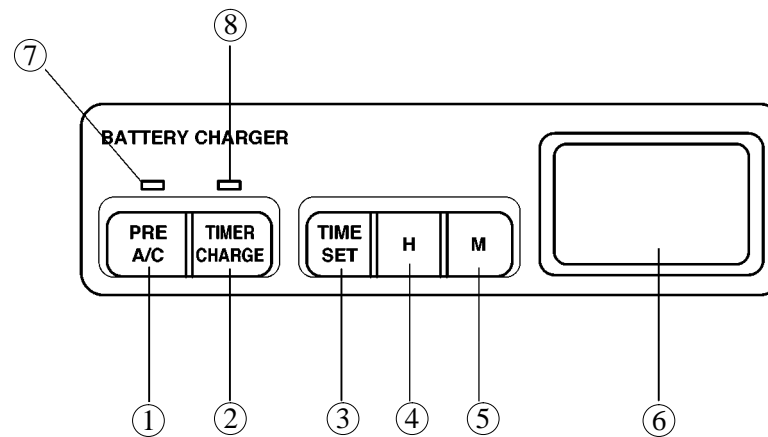 ⑧
⑦
BATTERY CHARGER
PRE
A/C
TIMER
CHARGE
TIME
SET
H
M
①
②
③
④
⑤
⑥